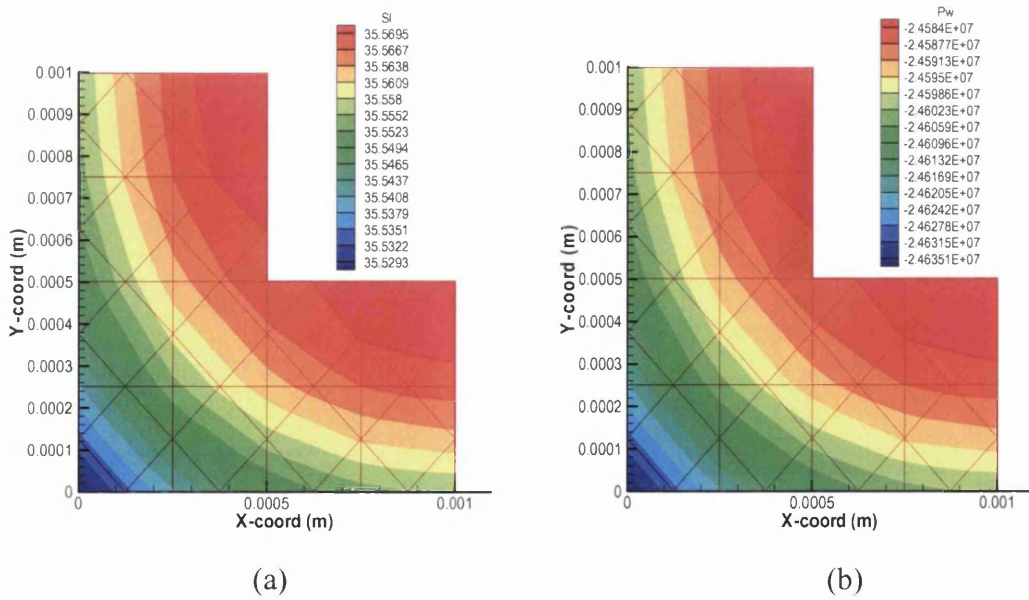 Sl
35.5695
35.5667
35.5638
35.5609
35.558
35.5552
35.5523
35.5494
35.5465
35.5437
35.5408
35.5379
35.5351
35.5322
35.5293
0.001
0.0009
0.0008
0.0007
0.0006
0.0005
0.0004
0.0003
0.0002
0.0001
0
Y-coord (m)
0
0.0005
0.001
X-coord (m)
(a)
Pw
-2.4584E+07
-2.45877E+07
-2.45913E+07
-2.4595E+07
-2.45986E+07
-2.46023E+07
-2.46059E+07
-2.46096E+07
-2.46132E+07
-2.46169E+07
-2.46205E+07
-2.46242E+07
-2.46278E+07
-2.46315E+07
-2.46351E+07
0.001
0.0009
0.0008
0.0007
0.0006
0.0005
0.0004
0.0003
0.0002
0.0001
0
Y-coord (m)
0
0.0005
0.001
X-coord (m)
(b)